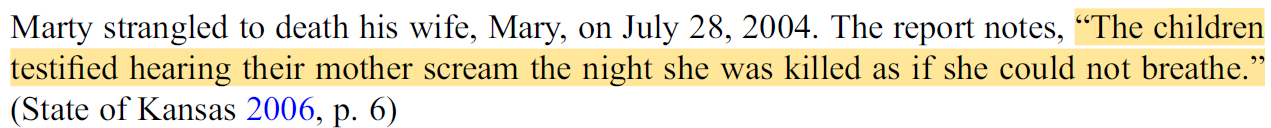 Marty strangled to death his wife, Mary, on July 28, 2004. The report notes, “The children
testified hearing their mother scream the night she was killed as if she could not breathe.”
(State of Kansas 2006, p. 6)